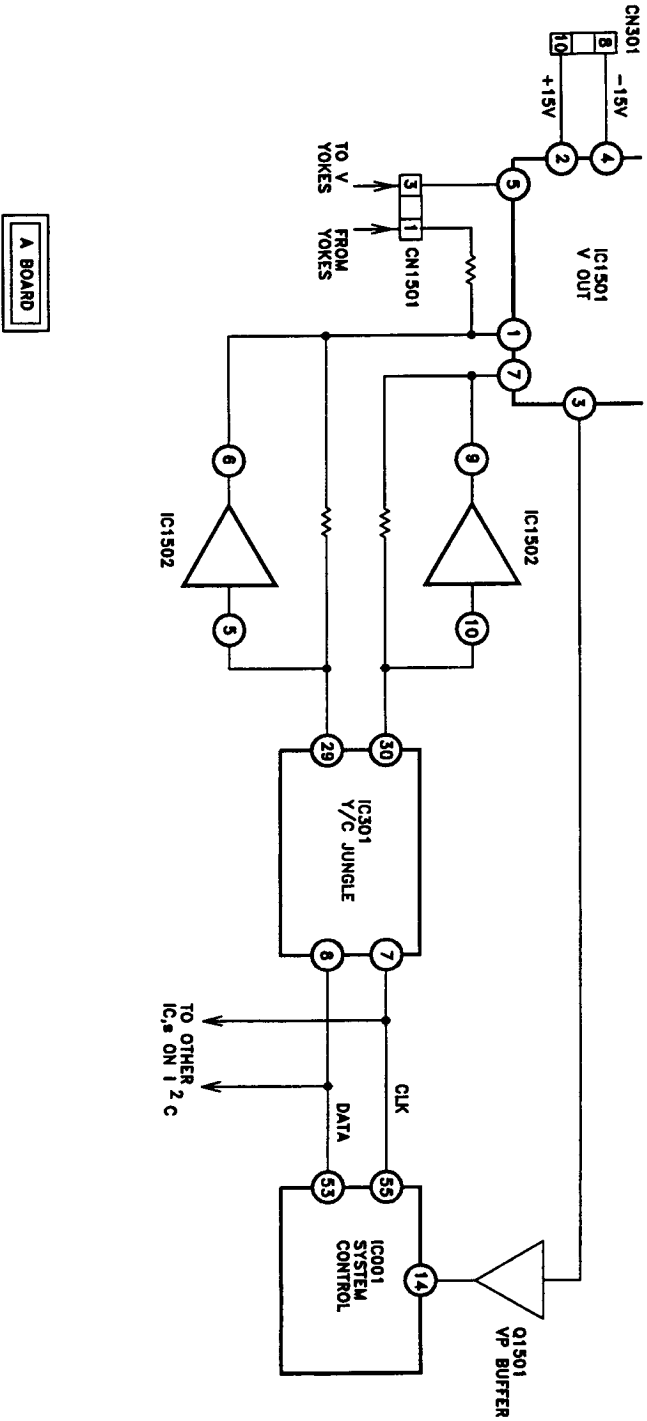 CN301
8
10
-15V
+15V
4
2
5
IC1501
V OUT
TO V
YOKES
3
1
FROM
YOKES
CN1501
1
7
3
A BOARD
6
IC1502
5
9
IC1502
10
29
30
IC301
Y/C JUNGLE
8
7
TO OTHER
IC,s ON I 2 C
CLK
DATA
53
55
IC001
SYSTEM
CONTROL
14
Q1501
VP BUFFER